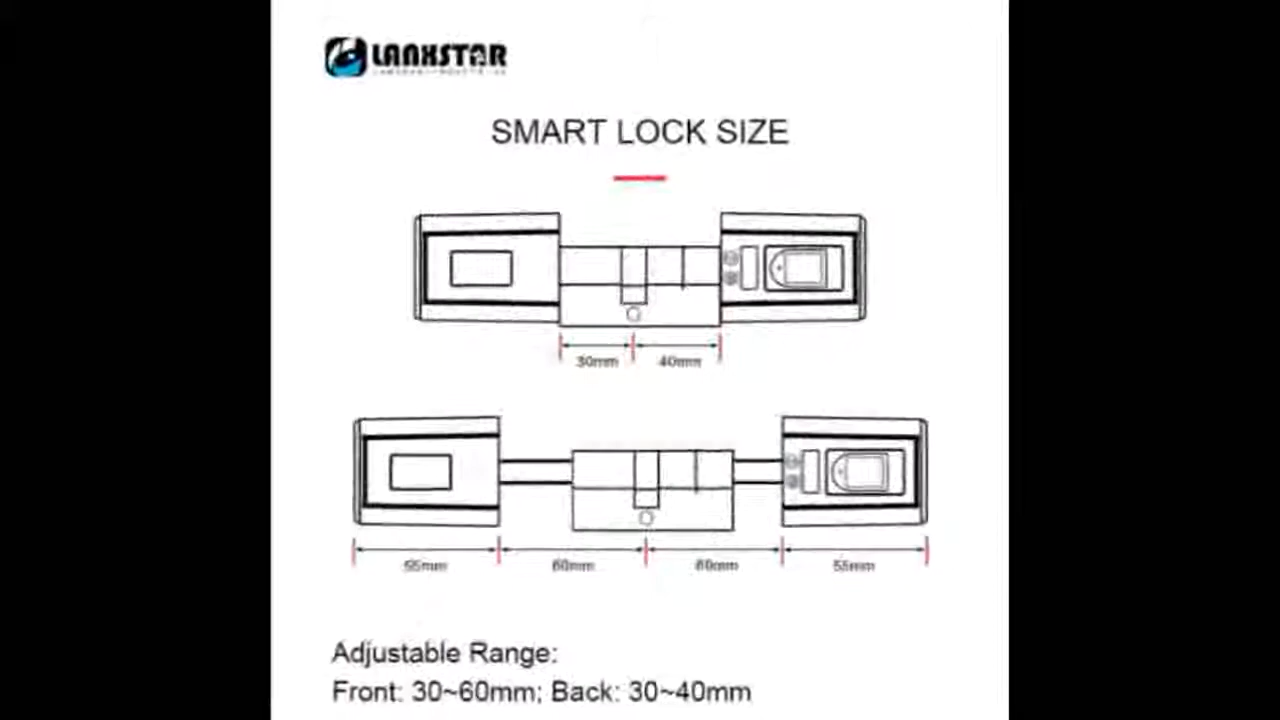 LANXSTAR
SMART LOCK SIZE
30mm 40mm
55mm 60mm 60mm 55mm
Adjustable Range:
Front: 30~60mm; Back: 30~40mm